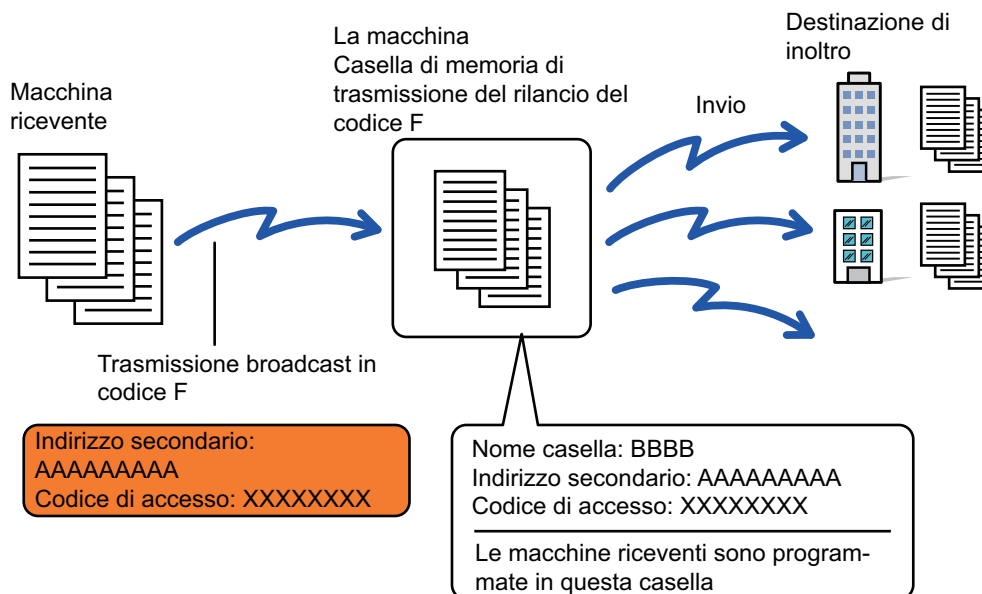 Macchina
ricevente
La macchina
Casella di memoria di
trasmissione del rilancio del
codice F
Invio
Destinazione di
inoltro
Trasmissione broadcast in
codice F
Indirizzo secondario:
AAAAAAAAA
Codice di accesso: XXXXXXXX
Nome casella: BBBB
Indirizzo secondario: AAAAAAAAA
Codice di accesso: XXXXXXXX
Le macchine riceventi sono program-
mate in questa casella